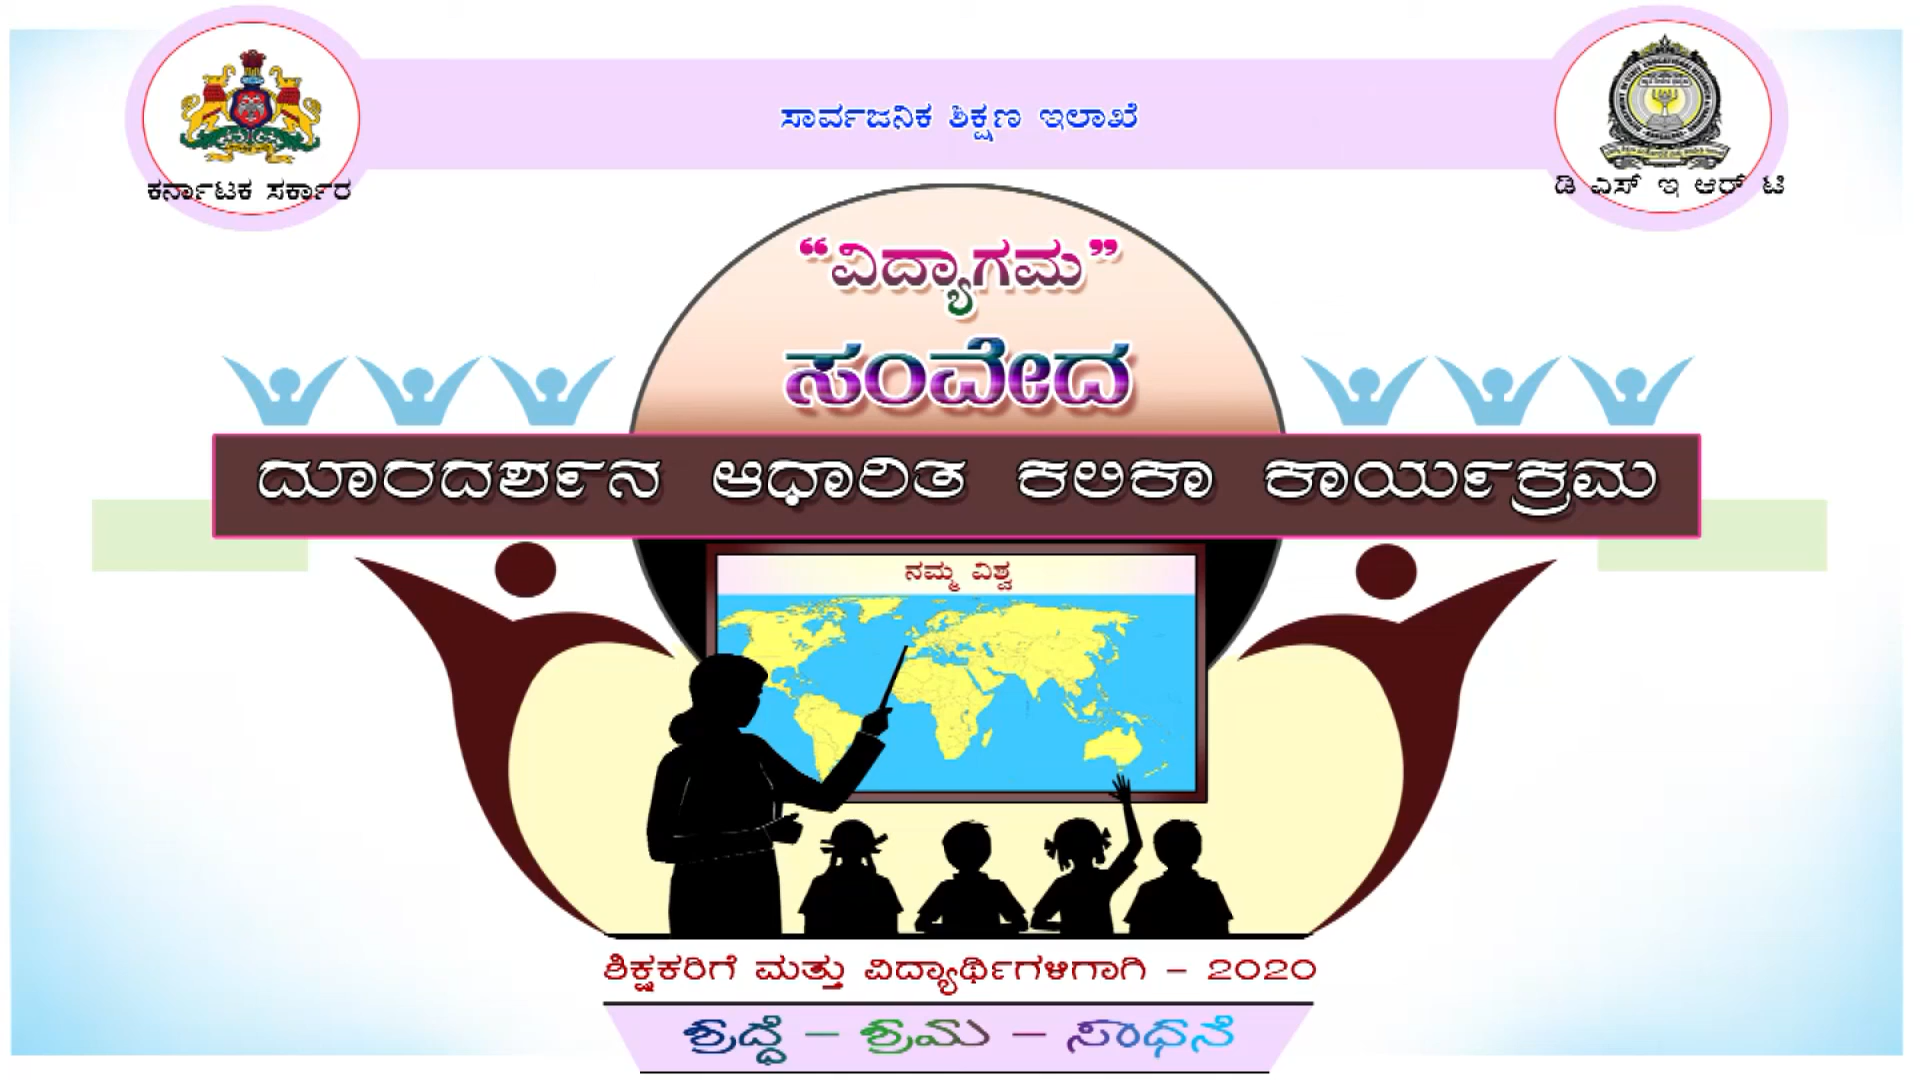 ಸಾರ್ವಜನಿಕ ಶಿಕ್ಷಣ ಇಲಾಖೆ
ಕರ್ನಾಟಕ ಸರ್ಕಾರ
ಡಿ ಎಸ್ ಇ ಆರ್ ಟಿ
“ವಿದ್ಯಾಗಮ”
ಸಂವೇದ
ದೂರದರ್ಶನ ಆಧಾರಿತ ಕಲಿಕಾ ಕಾರ್ಯಕ್ರಮ
ನಮ್ಮ ವಿಶ್ವ
ಶಿಕ್ಷಕರಿಗೆ ಮತ್ತು ವಿದ್ಯಾರ್ಥಿಗಳಿಗಾಗಿ – 2020
ಶ್ರದ್ಧೆ – ಶ್ರಮ – ಸಾಧನೆ